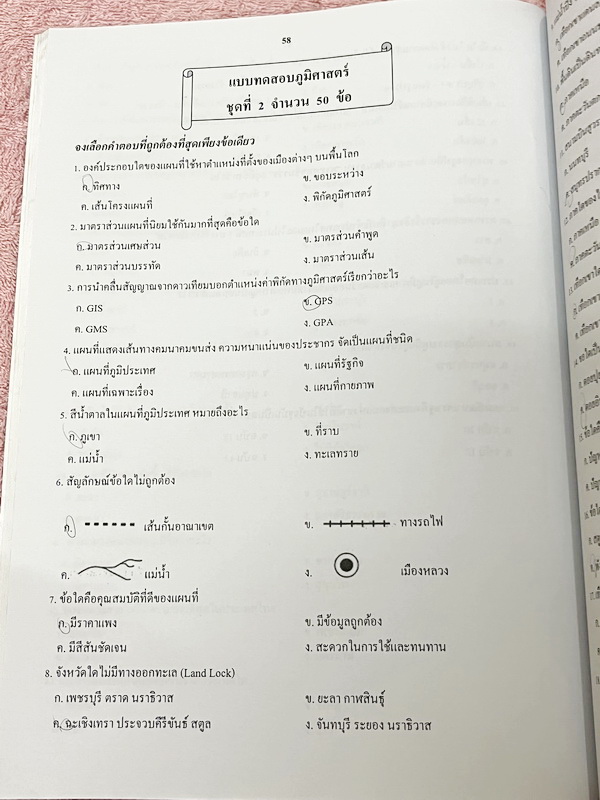 58
แบบทดสอบภูมิศาสตร์
ชุดที่ 2 จำนวน 50 ข้อ
จงเลือกคำตอบที่ถูกต้องที่สุดเพียงข้อเดียว
1. องค์ประกอบใดของแผนที่ใช้หาตำแหน่งที่ตั้งของเมืองต่างๆ บนพื้นโลก
ก. ทิศทาง ข. ขอบระหว่าง
ค. เส้นโครงแผนที่ ง. พิกัดภูมิศาสตร์
2. มาตราส่วนแผนที่นิยมใช้กันมากที่สุดคือข้อใด
ก. มาตรส่วนเศษส่วน ข. มาตรส่วนคำพูด
ค. มาตราส่วนบรรทัด ง. มาตราส่วนเส้น
3. การนำคลื่นสัญญาณจากดาวเทียมบอกตำแหน่งค่าพิกัดทางภูมิศาสตร์เรียกว่าอะไร
ก. GIS ข. GPS
ค. GMS ง. GPA
4. แผนที่แสดงเส้นทางคมนาคมขนส่ง ความหนาแน่นของประชากร จัดเป็นแผนที่ชนิด
ก. แผนที่ภูมิประเทศ ข. แผนที่รัฐกิจ
ค. แผนที่เฉพาะเรื่อง ง. แผนที่กายภาพ
5. สีน้ำตาลในแผนที่ภูมิประเทศ หมายถึงอะไร
ก. ภูเขา ข. ที่ราบ
ค. แม่น้ำ ง. ทะเลทราย
6. สัญลักษณ์ข้อใดไม่ถูกต้อง
ก. เส้นกั้นอาณาเขต ข. ทางรถไฟ
ค. แม่น้ำ ง. เมืองหลวง
7. ข้อใดคือคุณสมบัติที่ดีของแผนที่
ก. มีราคาแพง ข. มีข้อมูลถูกต้อง
ค. มีสีสันชัดเจน ง. สะดวกในการใช้และทนทาน
8. จังหวัดใดไม่มีทางออกทะเล (Land Lock)
ก. เพชรบุรี ตราด นราธิวาส ข. ยะลา กาฬสินธุ์
ค. ฉะเชิงเทรา ประจวบคีรีขันธ์ สตูล ง. จันทบุรี ระยอง นราธิวาส